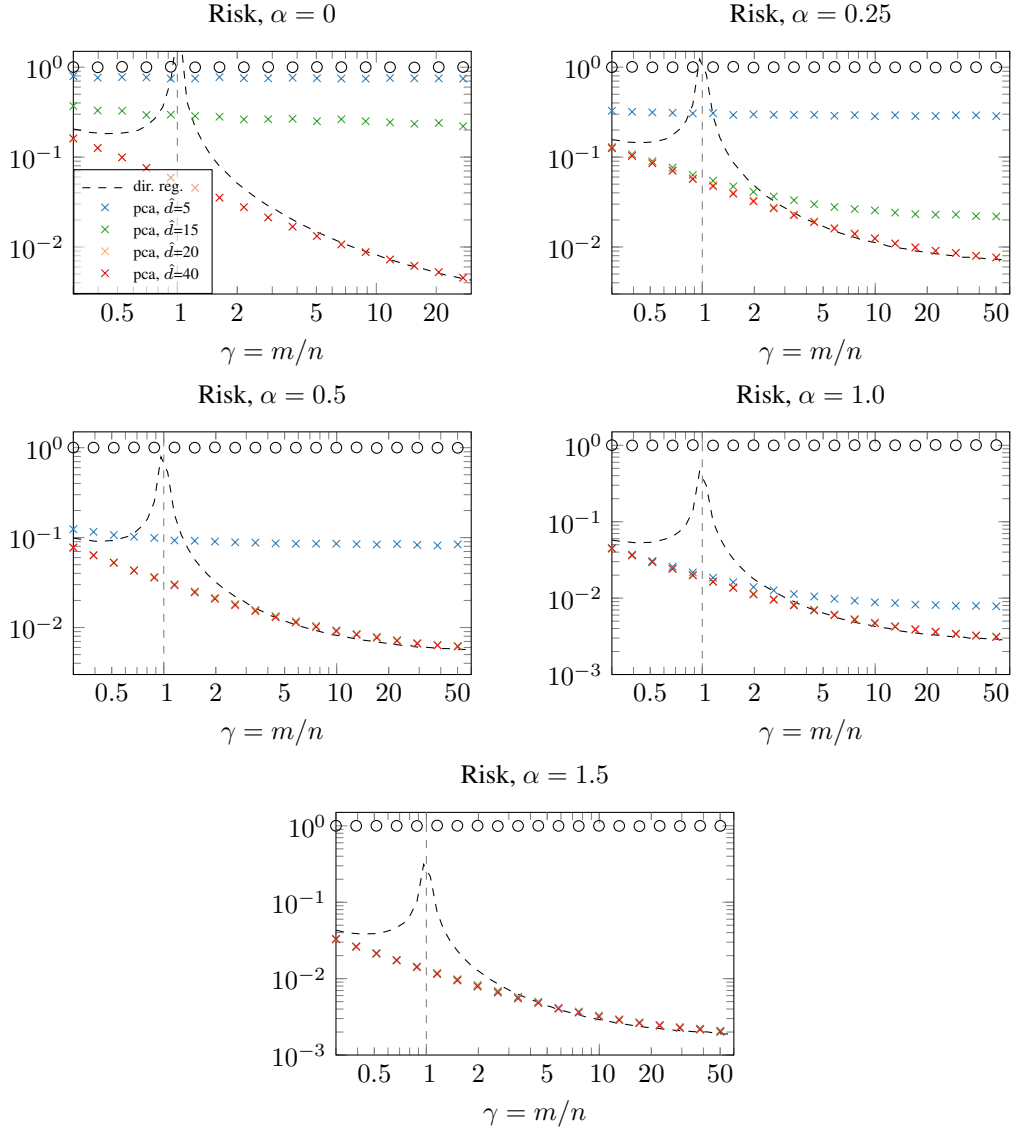 Risk, α = 0
10^0
10^−1
10^−2
dir. reg.
pca, d̂=5
pca, d̂=15
pca, d̂=20
pca, d̂=40
0.5 1 2 5 10 20
γ = m/n
Risk, α = 0.25
10^0
10^−1
10^−2
0.5 1 2 5 10 20 50
γ = m/n
Risk, α = 0.5
10^0
10^−1
10^−2
0.5 1 2 5 10 20 50
γ = m/n
Risk, α = 1.0
10^0
10^−1
10^−2
10^−3
0.5 1 2 5 10 20 50
γ = m/n
Risk, α = 1.5
10^0
10^−1
10^−2
10^−3
0.5 1 2 5 10 20 50
γ = m/n